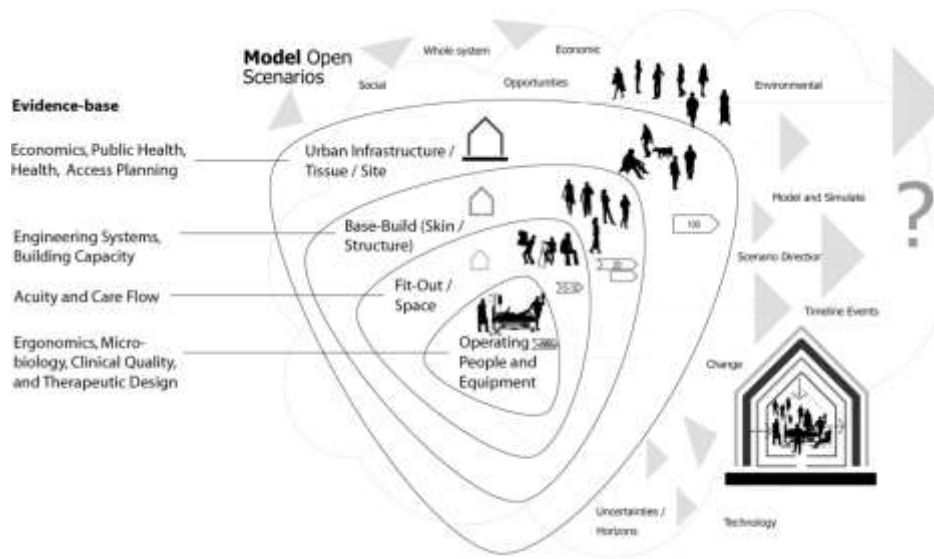 Model Open
Scenarios
Whole system
Economic
Social
Opportunities
Environmental
Evidence-base
Economics, Public Health,
Health, Access Planning
Urban Infrastructure /
Tissue / Site
Model and Simulate
?
100
Base-Build (Skin /
Structure)
Engineering Systems,
Building Capacity
Scenario Direction
Acuity and Care Flow
Fit-Out /
Space
Timeline Events
Ergonomics, Micro-
biology, Clinical Quality,
and Therapeutic Design
Operating
People and
Equipment
Change
Uncertainties /
Horizons
Technology